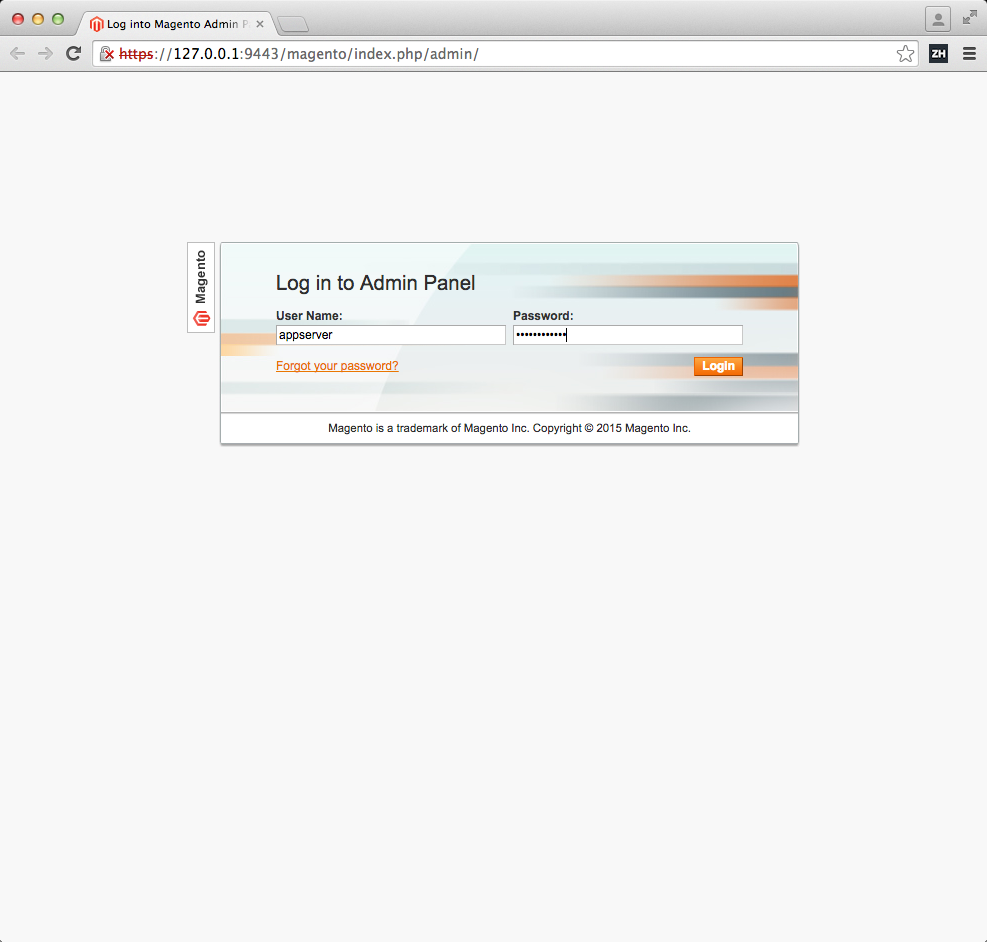 Log into Magento Admin P
https://127.0.0.1:9443/magento/index.php/admin/
ZH
Magento
Log in to Admin Panel
User Name:
Password:
appserver
••••••••••••
Forgot your password?
Login
Magento is a trademark of Magento Inc. Copyright © 2015 Magento Inc.